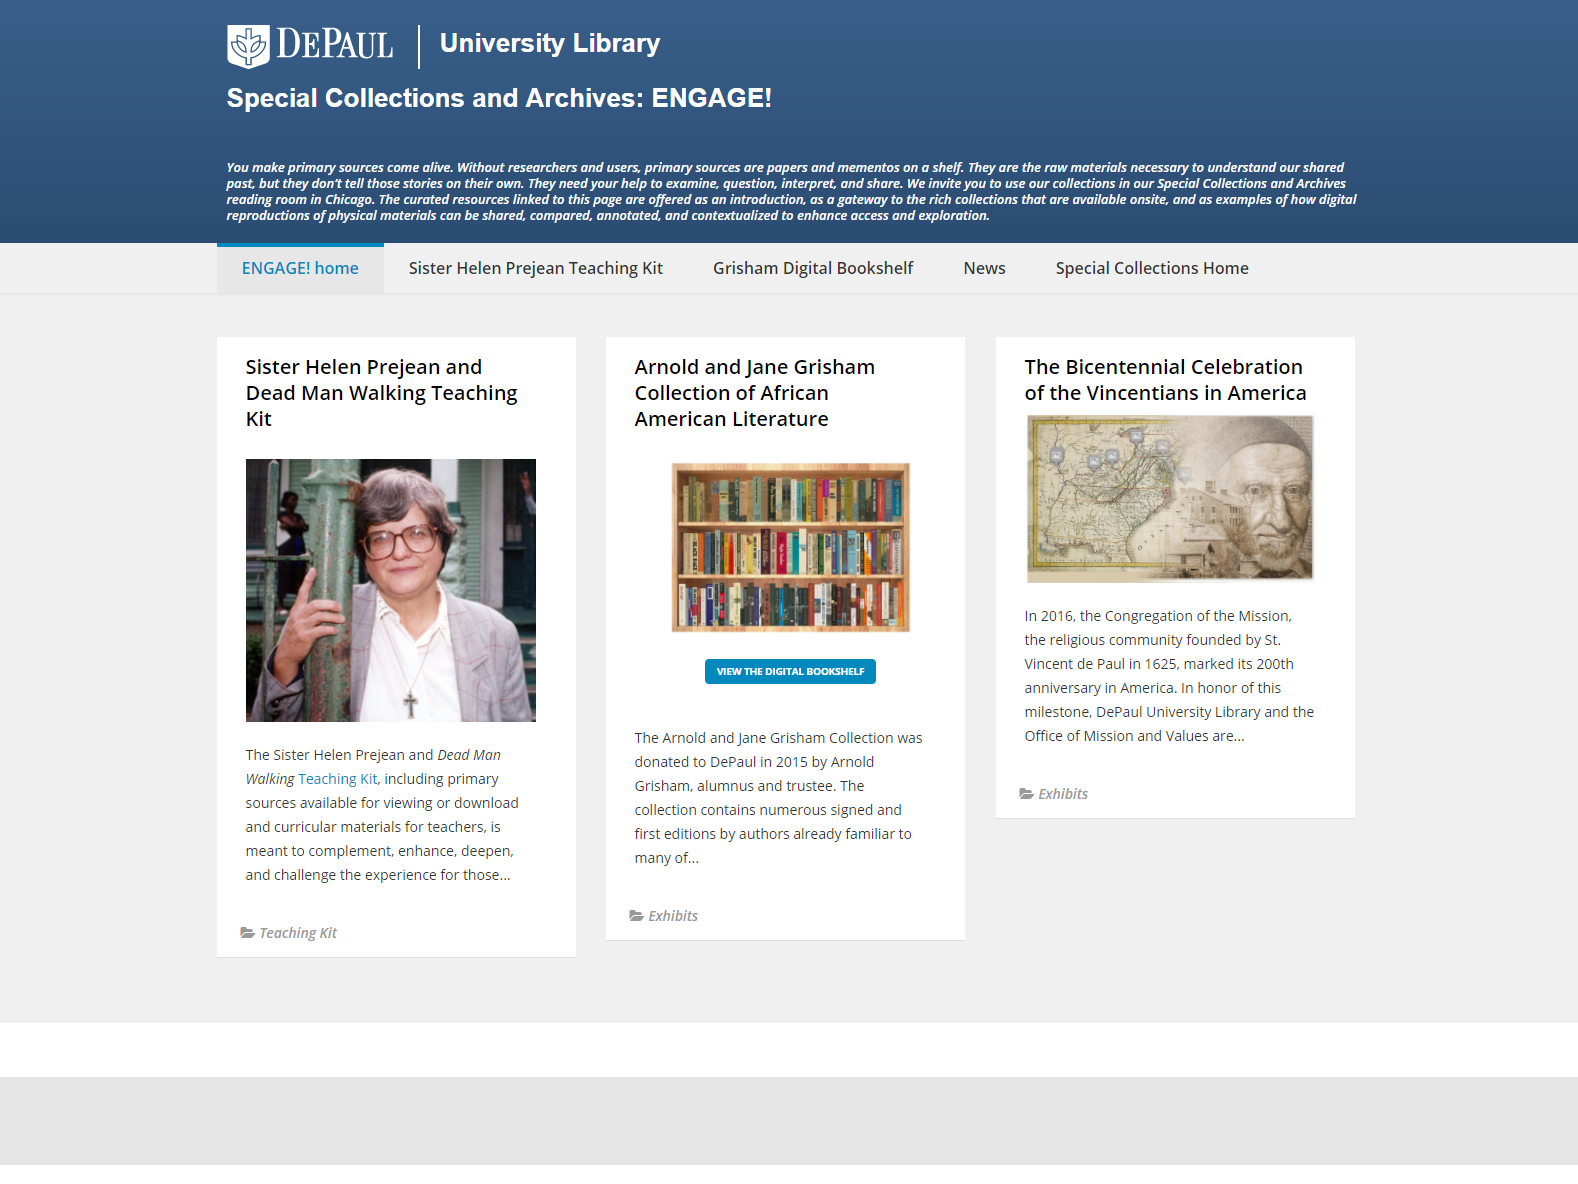 DEPAUL
University Library
Special Collections and Archives: ENGAGE!
You make primary sources come alive. Without researchers and users, primary sources are papers and mementos on a shelf. They are the raw materials necessary to understand our shared
past, but they don't tell those stories on their own. They need your help to examine, question, interpret, and share. We invite you to use our collections in our Special Collections and Archives
reading room in Chicago. The curated resources linked to this page are offered as an introduction, as a gateway to the rich collections that are available onsite, and as examples of how digital
reproductions of physical materials can be shared, compared, annotated, and contextualized to enhance access and exploration.
ENGAGE! home
Sister Helen Prejean Teaching Kit
Grisham Digital Bookshelf
News
Special Collections Home
Sister Helen Prejean and
Dead Man Walking Teaching
Kit
The Sister Helen Prejean and Dead Man
Walking Teaching Kit, including primary
sources available for viewing or download
and curricular materials for teachers, is
meant to complement, enhance, deepen,
and challenge the experience for those...
Teaching Kit
Arnold and Jane Grisham
Collection of African
American Literature
VIEW THE DIGITAL BOOKSHELF
The Arnold and Jane Grisham Collection was
donated to DePaul in 2015 by Arnold
Grisham, alumnus and trustee. The
collection contains numerous signed and
first editions by authors already familiar to
many of...
Exhibits
The Bicentennial Celebration
of the Vincentians in America
In 2016, the Congregation of the Mission,
the religious community founded by St.
Vincent de Paul in 1625, marked its 200th
anniversary in America. In honor of this
milestone, DePaul University Library and the
Office of Mission and Values are...
Exhibits